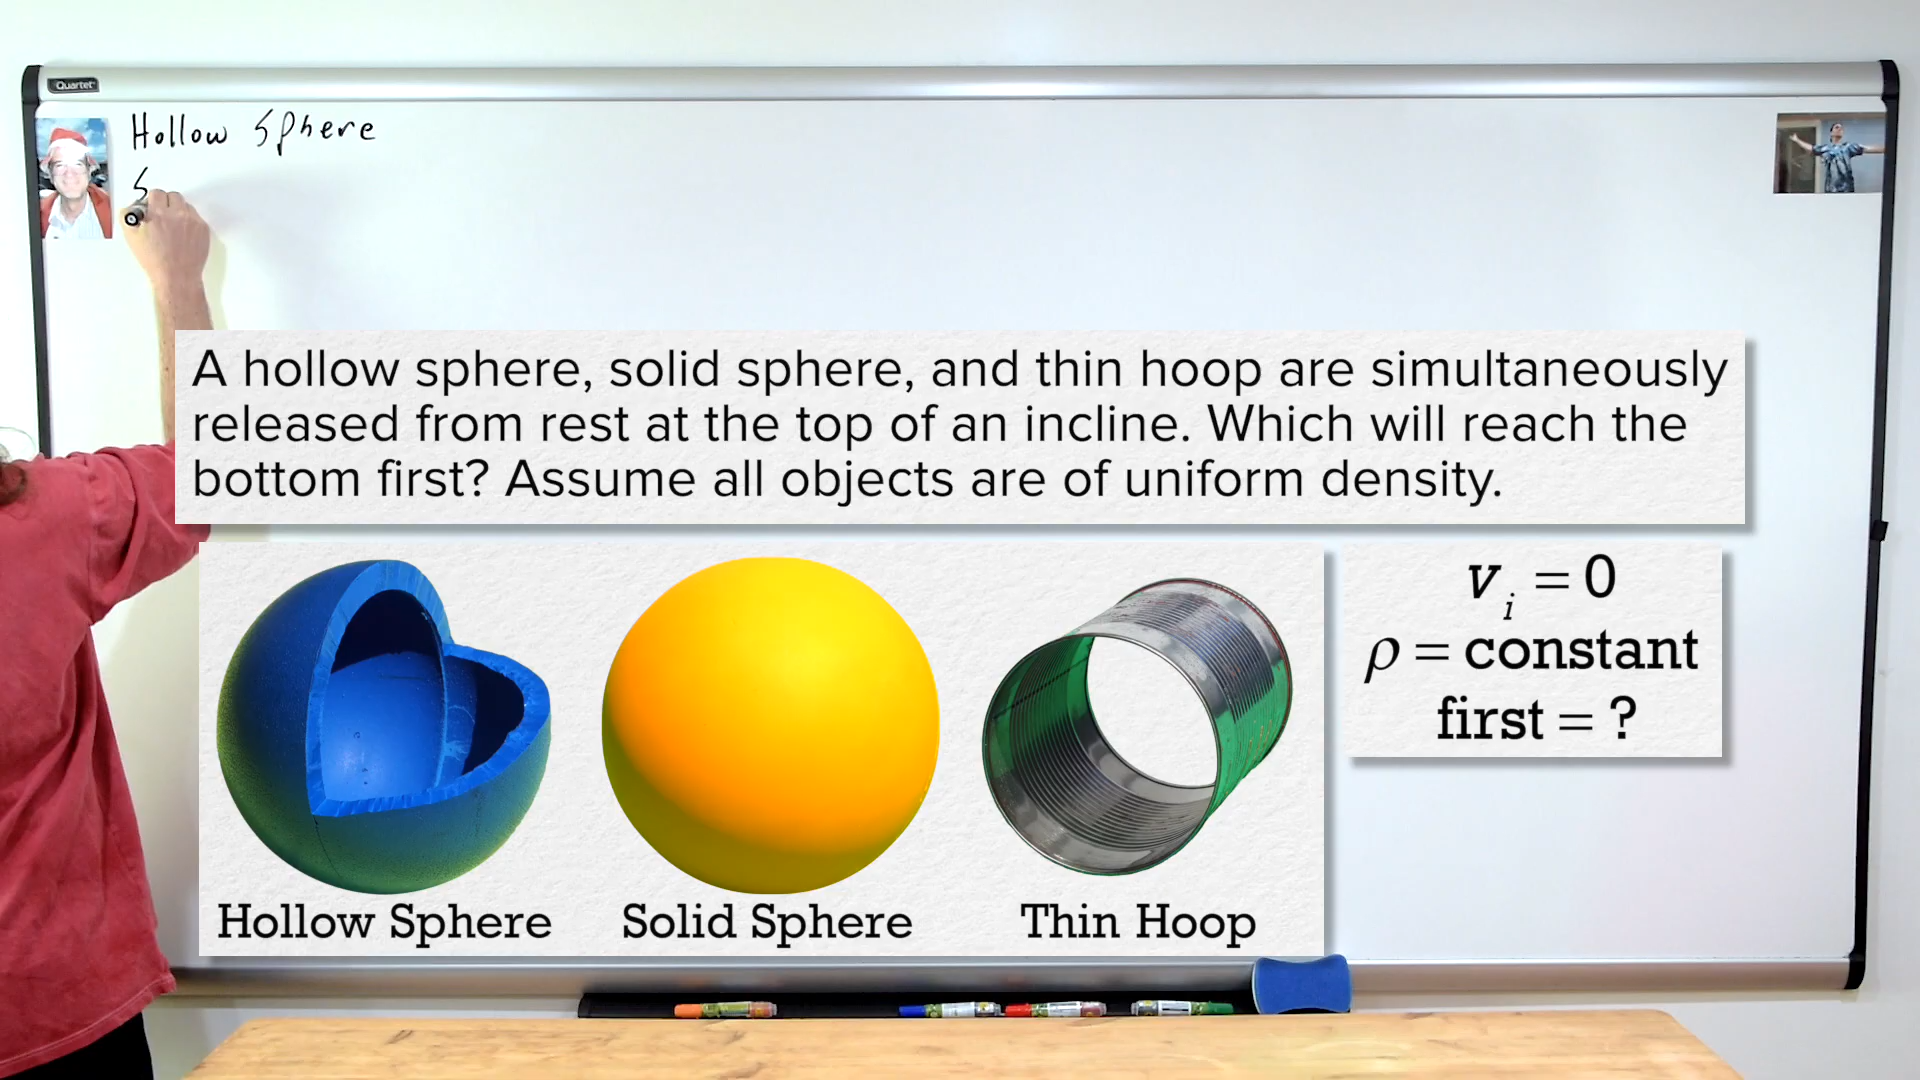 Quartet
Hollow Sphere
S
A hollow sphere, solid sphere, and thin hoop are simultaneously
released from rest at the top of an incline. Which will reach the
bottom first? Assume all objects are of uniform density.
Hollow Sphere
Solid Sphere
Thin Hoop
vᵢ = 0
ρ = constant
first = ?